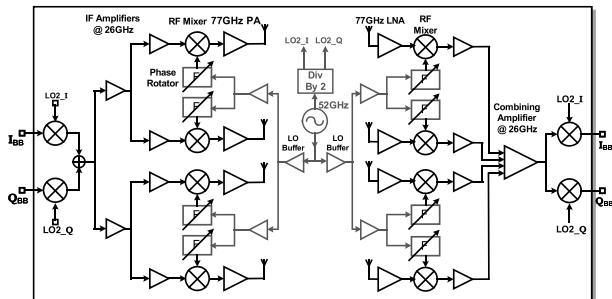 IF Amplifiers
@ 26GHz
RF Mixer
77GHz PA
77GHz LNA
RF
Mixer
LO2_I
LO2_Q
Div
By 2
52GHz
Phase
Rotator
F
F
F
F
LO2_I
I_BB
Q_BB
LO2_Q
LO
Buffer
LO
Buffer
Combining
Amplifier
@ 26GHz
LO2_I
I_BB
Q_BB
LO2_Q
F
F
F
F